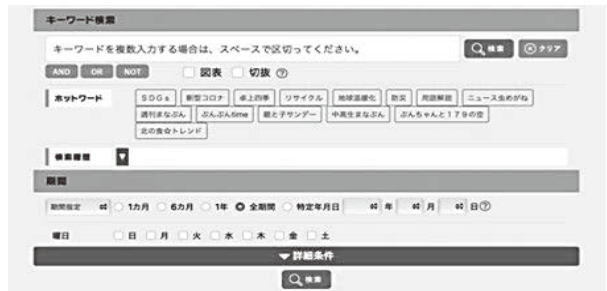 キーワード検索
キーワードを複数入力する場合は、スペースで区切ってください。 検索 クリア
AND OR NOT 図表 切抜
ホットワード SDGs 新型コロナ 卓上四季 リサイクル 地球温暖化 防災 用語解説 ニュース虫めがね
週刊まなぶん ぶんぶんtime 親と子サンデー 中高生まなぶん ぶんちゃんと179の空
北の食☆トレンド
検索履歴
期間
期間指定 1カ月 6カ月 1年 全期間 特定年月日 年 月 日
曜日 日 月 火 水 木 金 土
詳細条件
検索